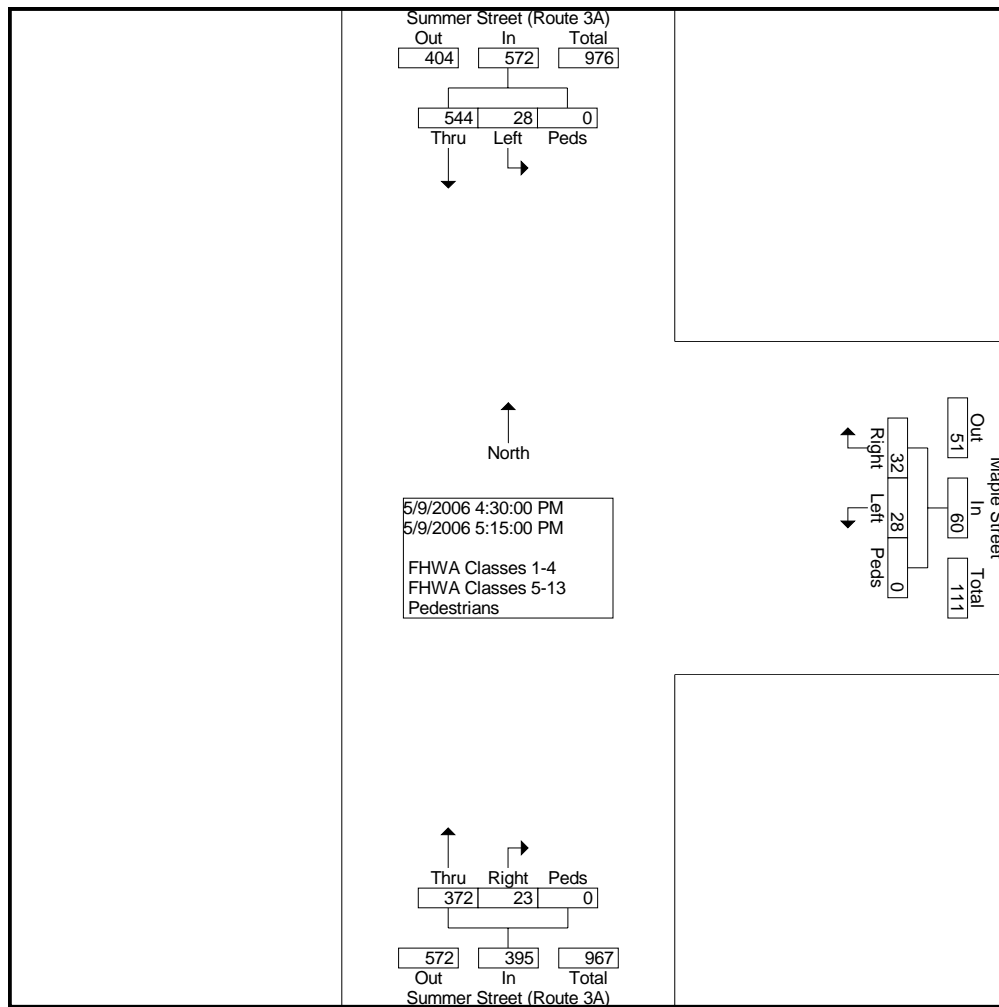 Summer Street (Route 3A)
Out In Total
404 572 976
544 28 0
Thru Left Peds
North
5/9/2006 4:30:00 PM
5/9/2006 5:15:00 PM
FHWA Classes 1-4
FHWA Classes 5-13
Pedestrians
Maple Street
Out In Total
51 60 111
32 28 0
Right Left Peds
Thru Right Peds
372 23 0
572 395 967
Out In Total
Summer Street (Route 3A)